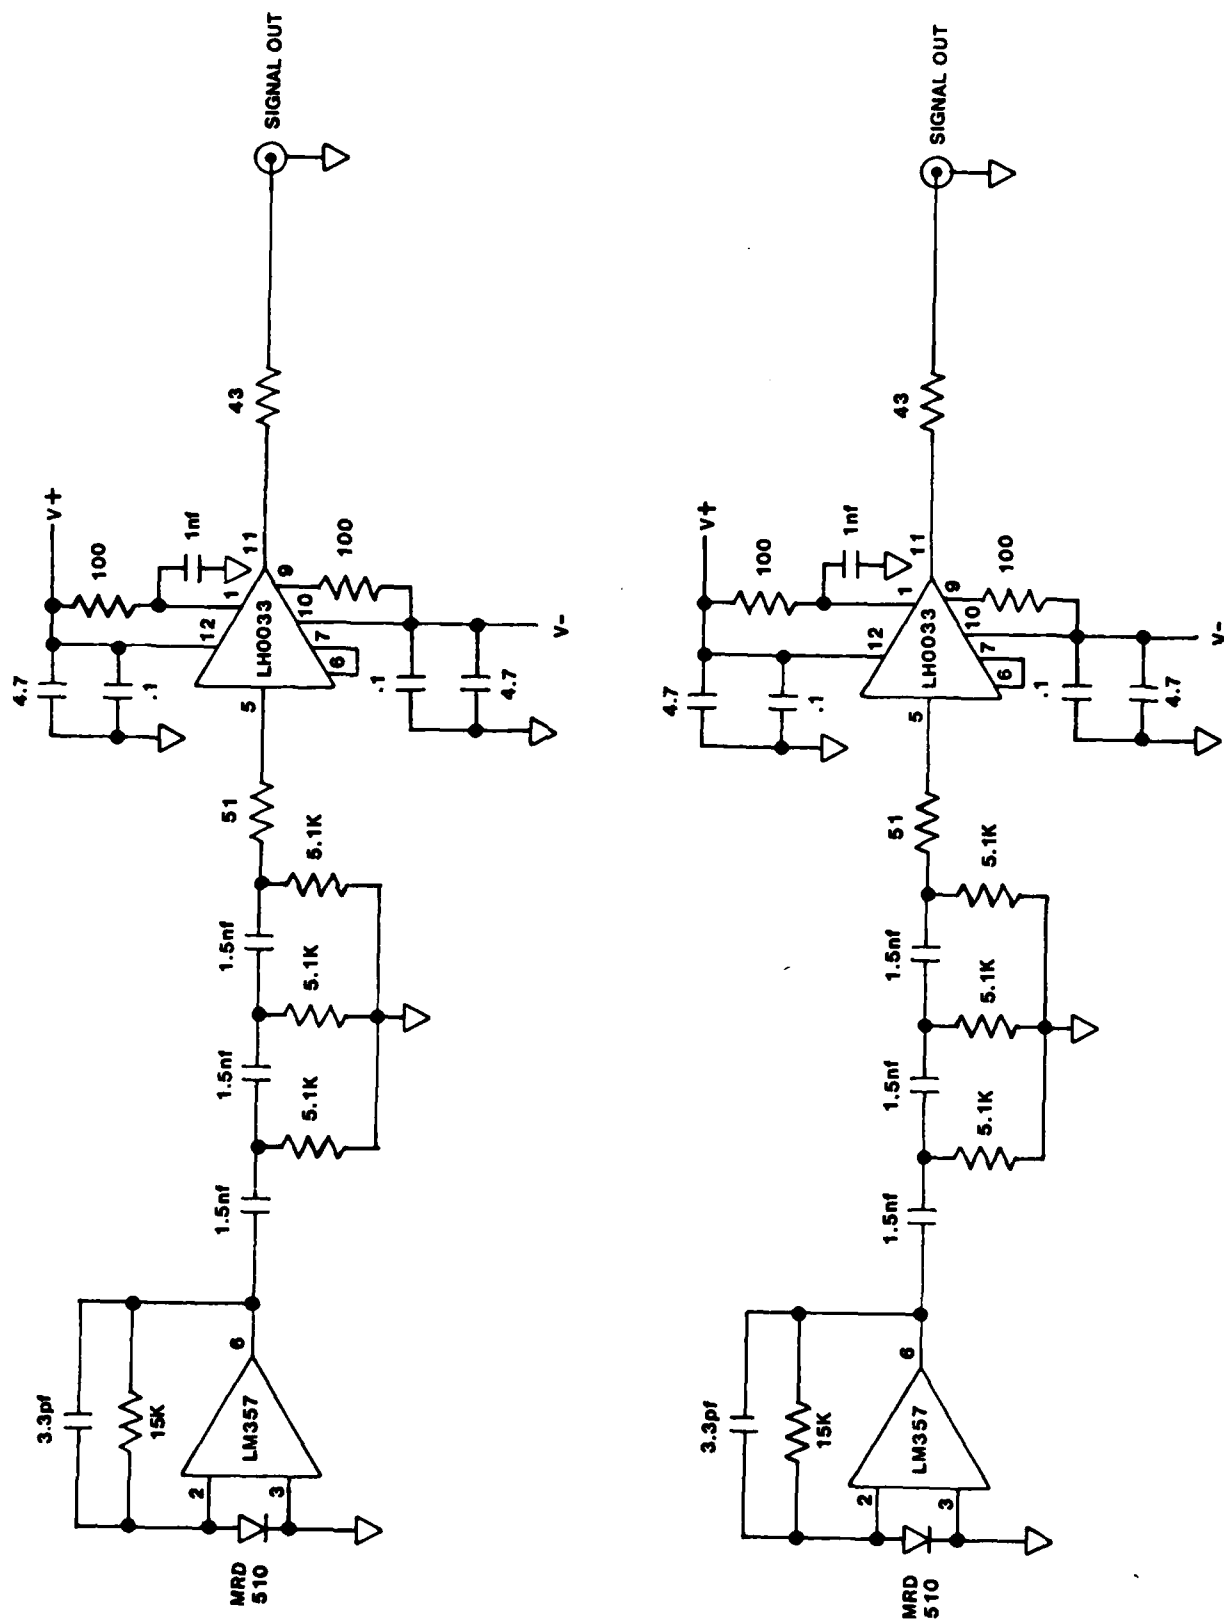 MRD
510
2
3
LM357
6
3.3pf
15K
1.5nf
1.5nf
1.5nf
5.1K
5.1K
5.1K
51
5
LH0033
4.7
.1
12
1
100
V+
1nf
11
9
10
7
6
100
.1
4.7
V-
43
SIGNAL OUT
MRD
510
2
3
LM357
6
3.3pf
15K
1.5nf
1.5nf
1.5nf
5.1K
5.1K
5.1K
51
5
LH0033
4.7
.1
12
1
100
V+
1nf
11
9
10
7
6
100
.1
4.7
V-
43
SIGNAL OUT